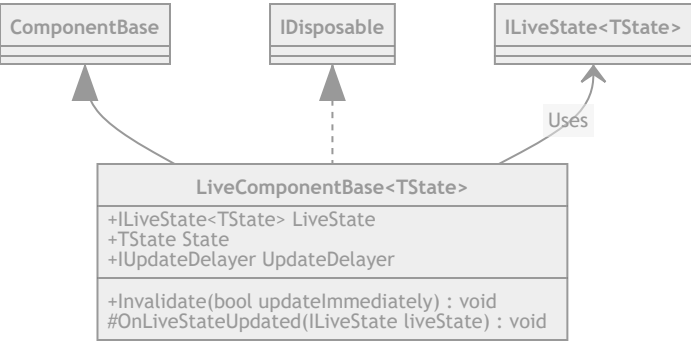 ComponentBase
IDisposable
ILiveState<TState>
Uses
LiveComponentBase<TState>
+ILiveState<TState> LiveState
+TState State
+IUpdateDelayer UpdateDelayer
+Invalidate(bool updateImmediately) : void
#OnLiveStateUpdated(ILiveState liveState) : void